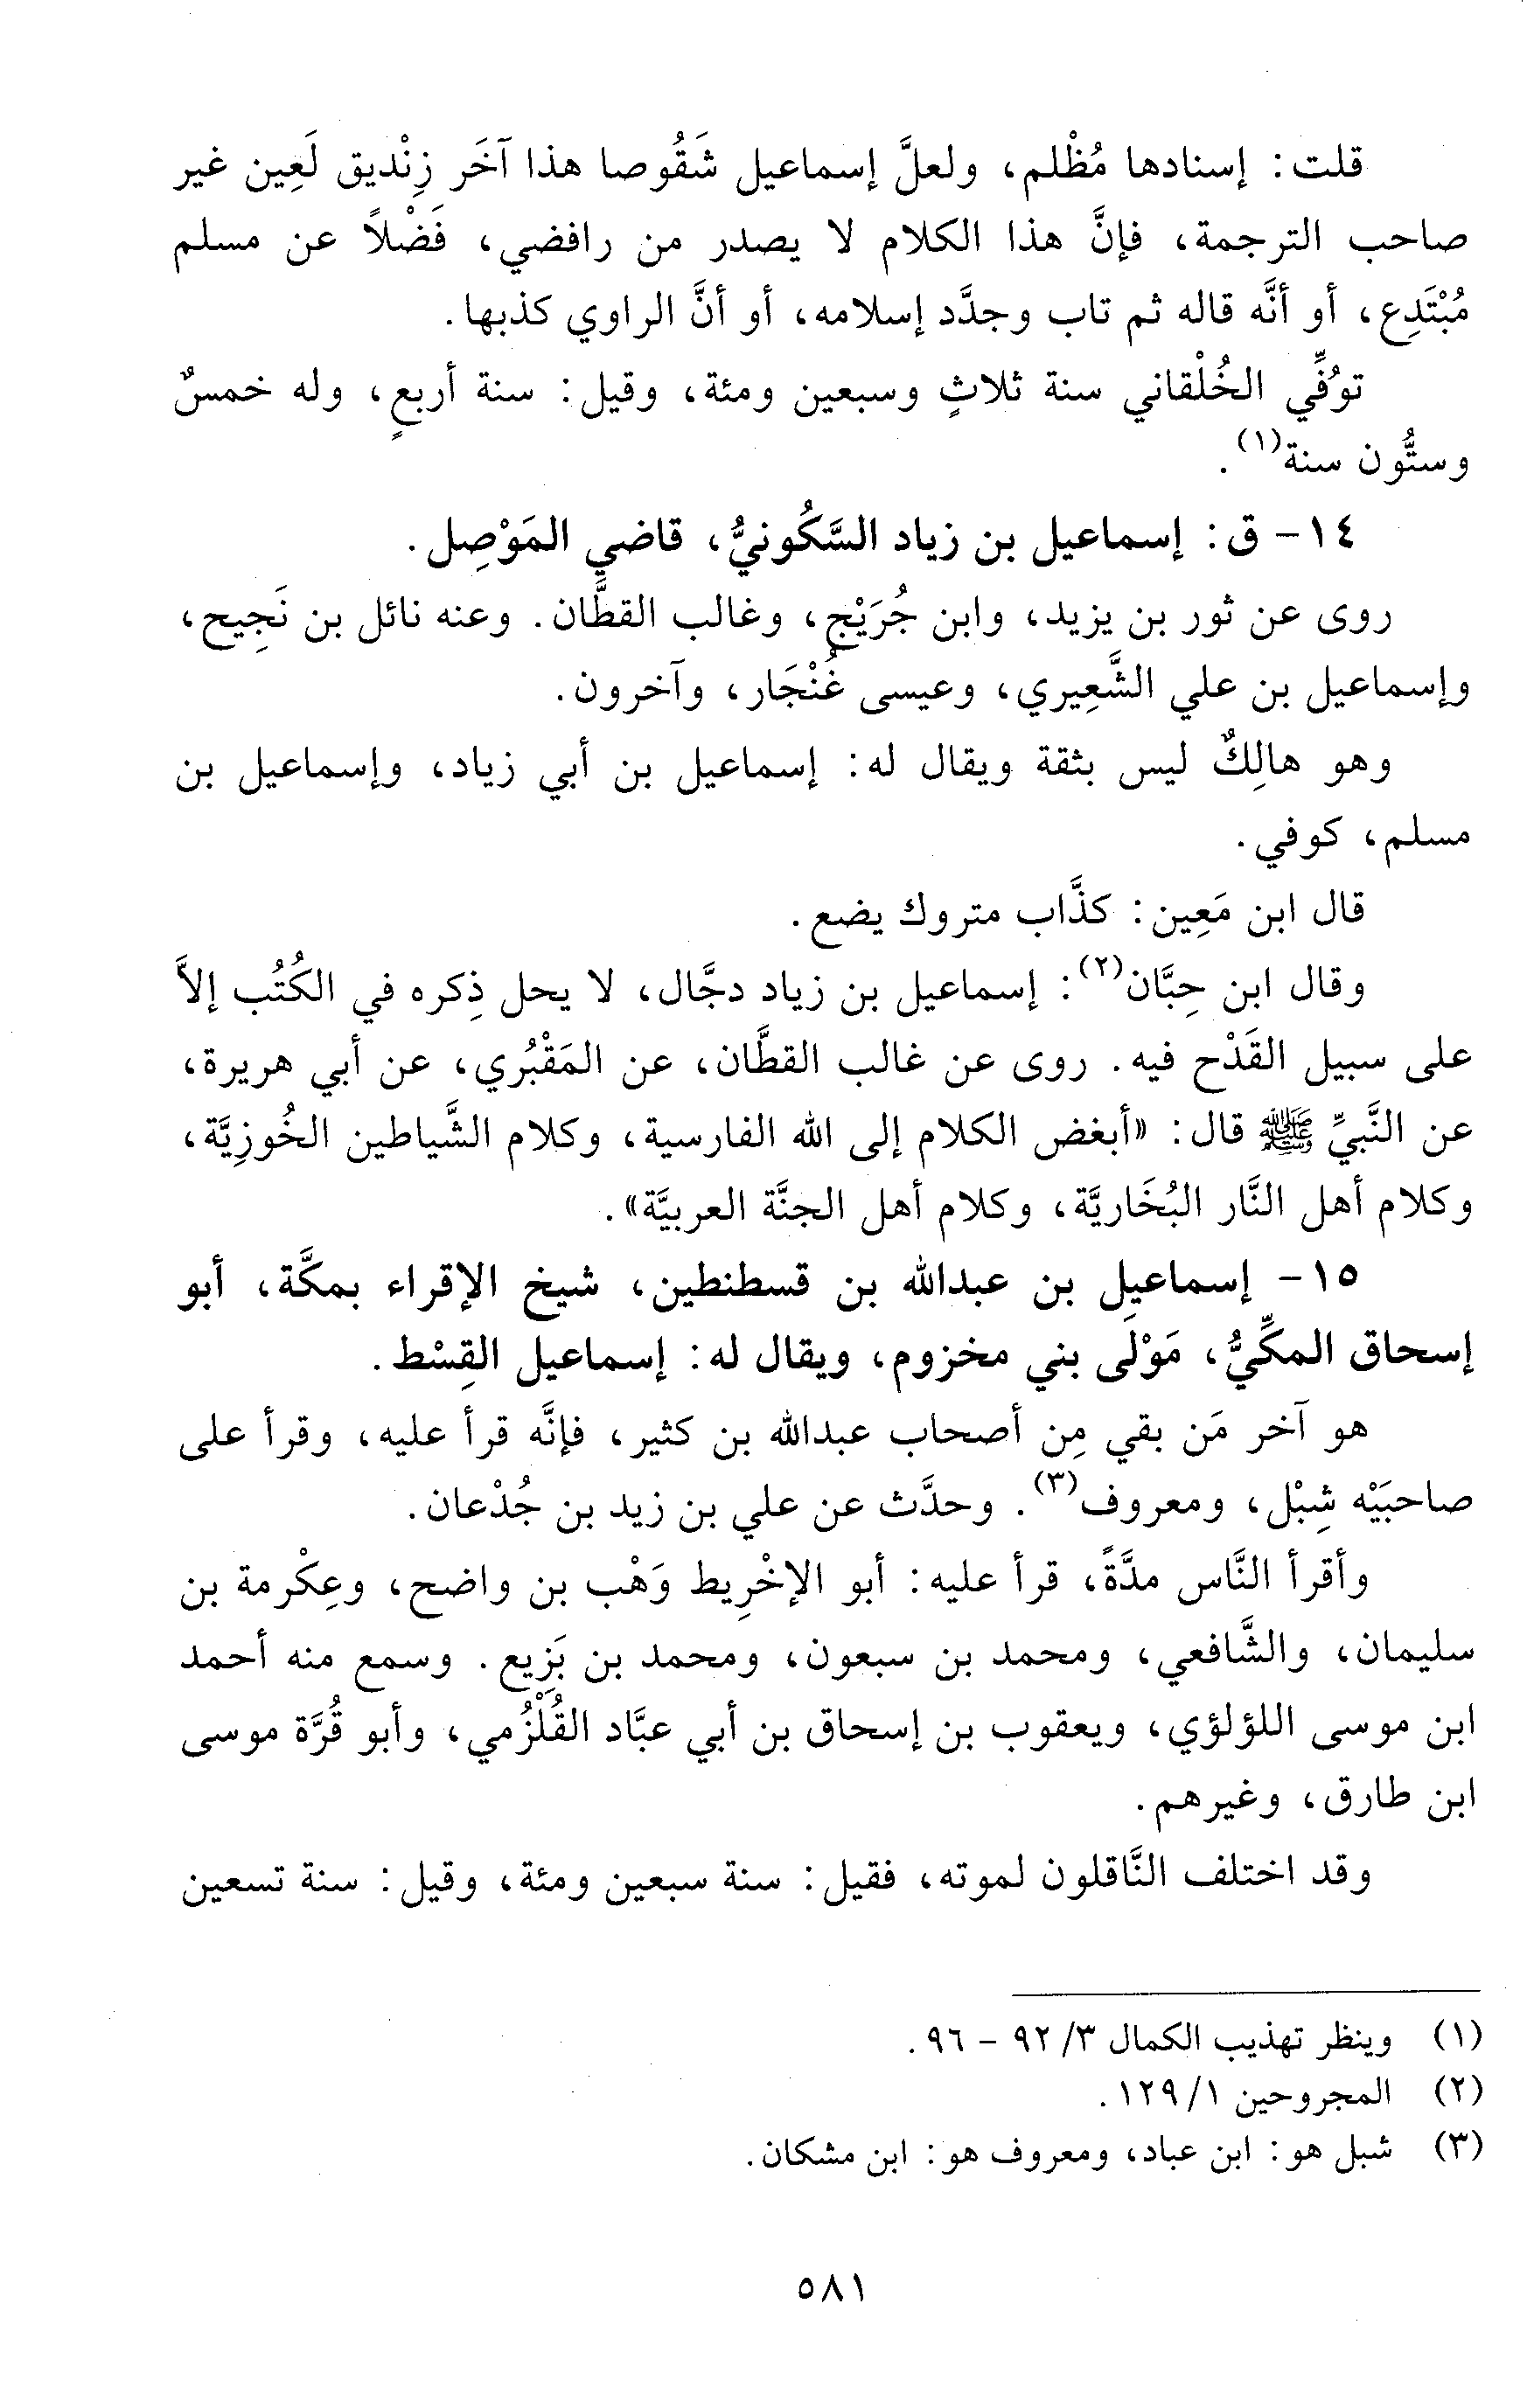 قلت: إسنادها مُظْلم، ولعلَّ إسماعيل شَقُوصا هذا آخَر زِنْديق لَعِين غير
صاحب الترجمة، فإنَّ هذا الكلام لا يصدر من رافضي، فَضْلاً عن مسلم
مُبْتَدِع، أو أنَّه قاله ثم تاب وجدَّد إسلامه، أو أنَّ الراوي كذبها.
توُفِّي الخُلْقاني سنة ثلاثٍ وسبعين ومئة، وقيل: سنة أربعٍ، وله خمسٌ
وستُّون سنة(١).
١٤- ق: إسماعيل بن زياد السَّكُونيُّ، قاضي المَوْصِل.
روى عن ثور بن يزيد، وابن جُرَيْج، وغالب القطَّان. وعنه نائل بن نَجِيح،
وإسماعيل بن علي الشَّعِيري، وعيسى غُنْجَار، وآخرون.
وهو هالِكٌ ليس بثقة ويقال له: إسماعيل بن أبي زياد، وإسماعيل بن
مسلم، كوفي.
قال ابن مَعِين: كذَّاب متروك يضع.
وقال ابن حِبَّان(٢): إسماعيل بن زياد دجَّال، لا يحل ذِكره في الكُتُب إلاَّ
على سبيل القَدْح فيه. روى عن غالب القطَّان، عن المَقْبُري، عن أبي هريرة،
عن النَّبيِّ ﷺ قال: «أبغض الكلام إلى الله الفارسية، وكلام الشَّياطين الخُوزِيَّة،
وكلام أهل النَّار البُخَاريَّة، وكلام أهل الجنَّة العربيَّة».
١٥- إسماعيل بن عبدالله بن قسطنطين، شيخ الإقراء بمكَّة، أبو
إسحاق المكِّيُّ، مَوْلَى بني مخزوم، ويقال له: إسماعيل القِسْط.
هو آخر مَن بقي مِن أصحاب عبدالله بن كثير، فإنَّه قرأ عليه، وقرأ على
صاحبَيْه شِبْل، ومعروف(٣). وحدَّث عن علي بن زيد بن جُدْعان.
وأقرأ النَّاس مدَّةً، قرأ عليه: أبو الإخْرِيط وَهْب بن واضح، وعِكْرمة بن
سليمان، والشَّافعي، ومحمد بن سبعون، ومحمد بن بَزِيع. وسمع منه أحمد
ابن موسى اللؤلؤي، ويعقوب بن إسحاق بن أبي عبَّاد القُلْزُمي، وأبو قُرَّة موسى
ابن طارق، وغيرهم.
وقد اختلف النَّاقلون لموته، فقيل: سنة سبعين ومئة، وقيل: سنة تسعين
(١) وينظر تهذيب الكمال ٣/ ٩٢ - ٩٦.
(٢) المجروحين ١/ ١٢٩.
(٣) شبل هو: ابن عباد، ومعروف هو: ابن مشكان.
٥٨١